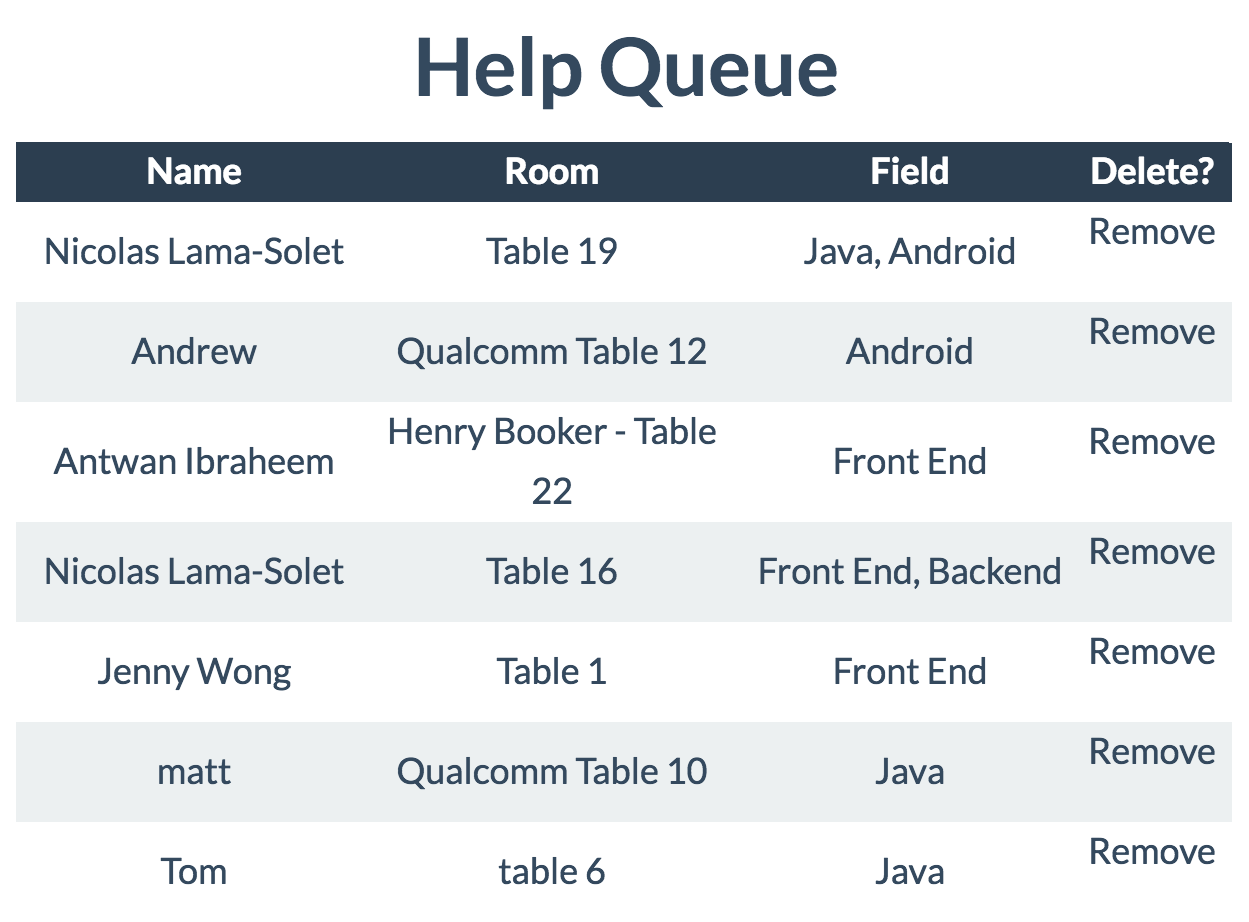 Help Queue
Name Room Field Delete?
Nicolas Lama-Solet Table 19 Java, Android Remove
Andrew Qualcomm Table 12 Android Remove
Antwan Ibraheem Henry Booker - Table Front End Remove
22
Nicolas Lama-Solet Table 16 Front End, Backend Remove
Jenny Wong Table 1 Front End Remove
matt Qualcomm Table 10 Java Remove
Tom table 6 Java Remove